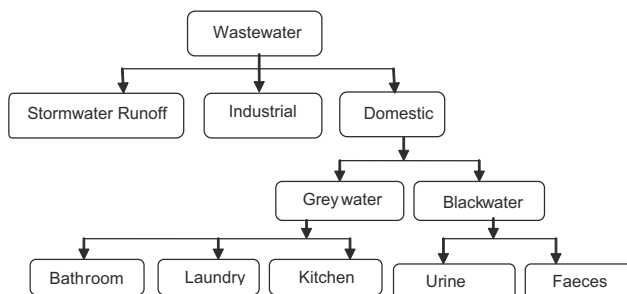 Wastewater
Stormwater Runoff
Industrial
Domestic
Grey water
Blackwater
Bathroom
Laundry
Kitchen
Urine
Faeces